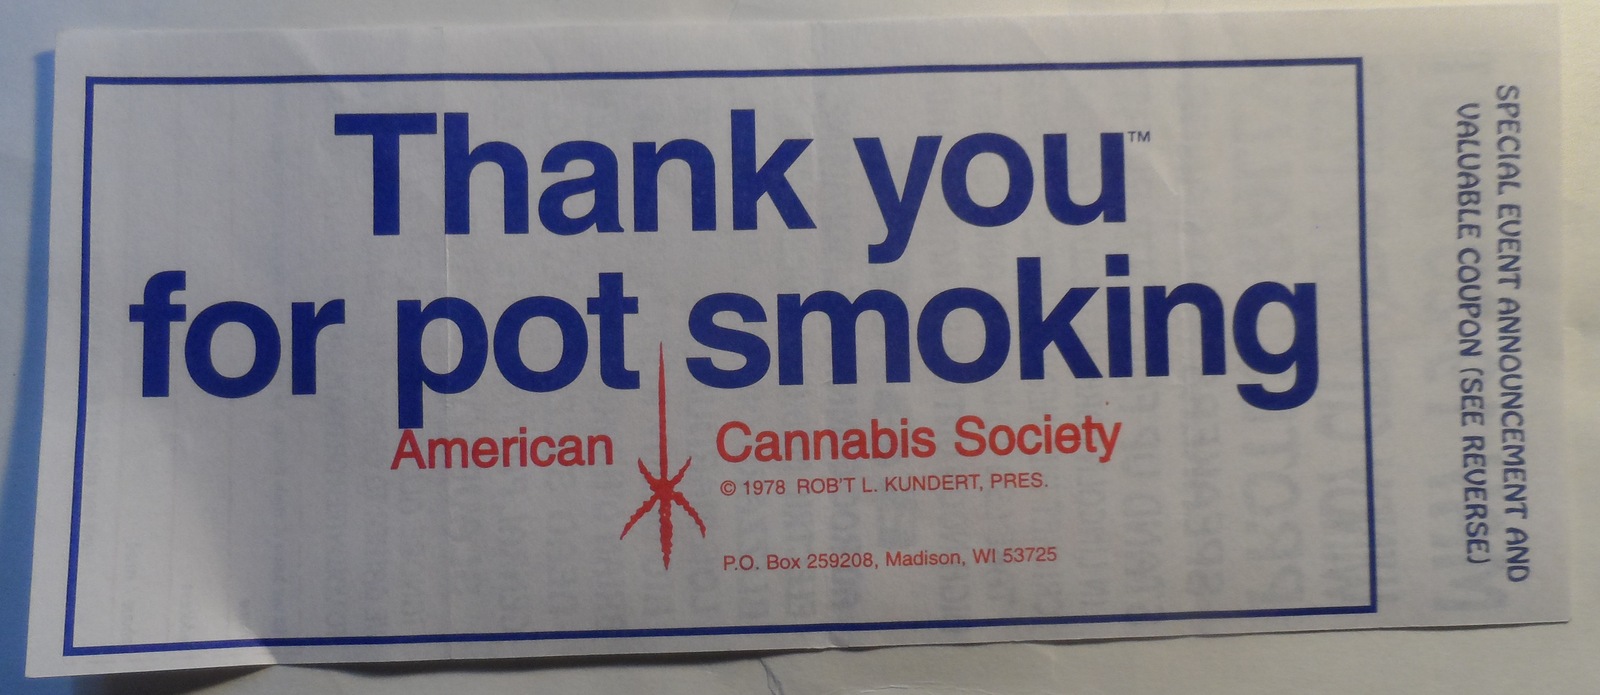 Thank you™
for pot smoking
American Cannabis Society
© 1978 ROB'T L. KUNDERT, PRES.
P.O. Box 259208, Madison, WI 53725
SPECIAL EVENT ANNOUNCEMENT AND
VALUABLE COUPON (SEE REVERSE)